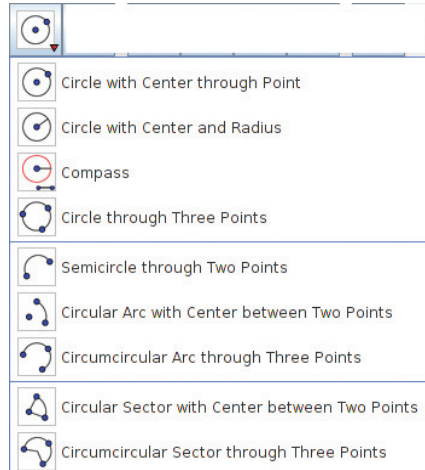 Circle with Center through Point
Circle with Center and Radius
Compass
Circle through Three Points
Semicircle through Two Points
Circular Arc with Center between Two Points
Circumcircular Arc through Three Points
Circular Sector with Center between Two Points
Circumcircular Sector through Three Points